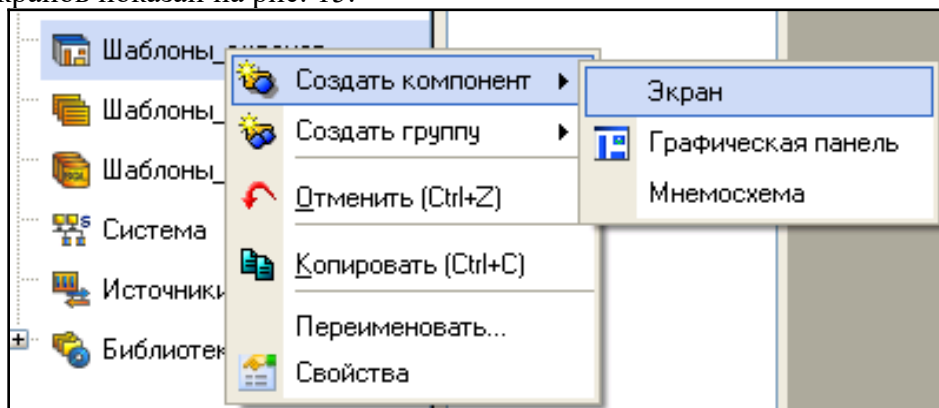 Шаблоны_
Создать компонент
Экран
Шаблоны_
Создать группу
Графическая панель
Шаблоны_
Отменить (Ctrl+Z)
Мнемосхема
Система
Копировать (Ctrl+C)
Источники
Переименовать...
Библиотек
Свойства